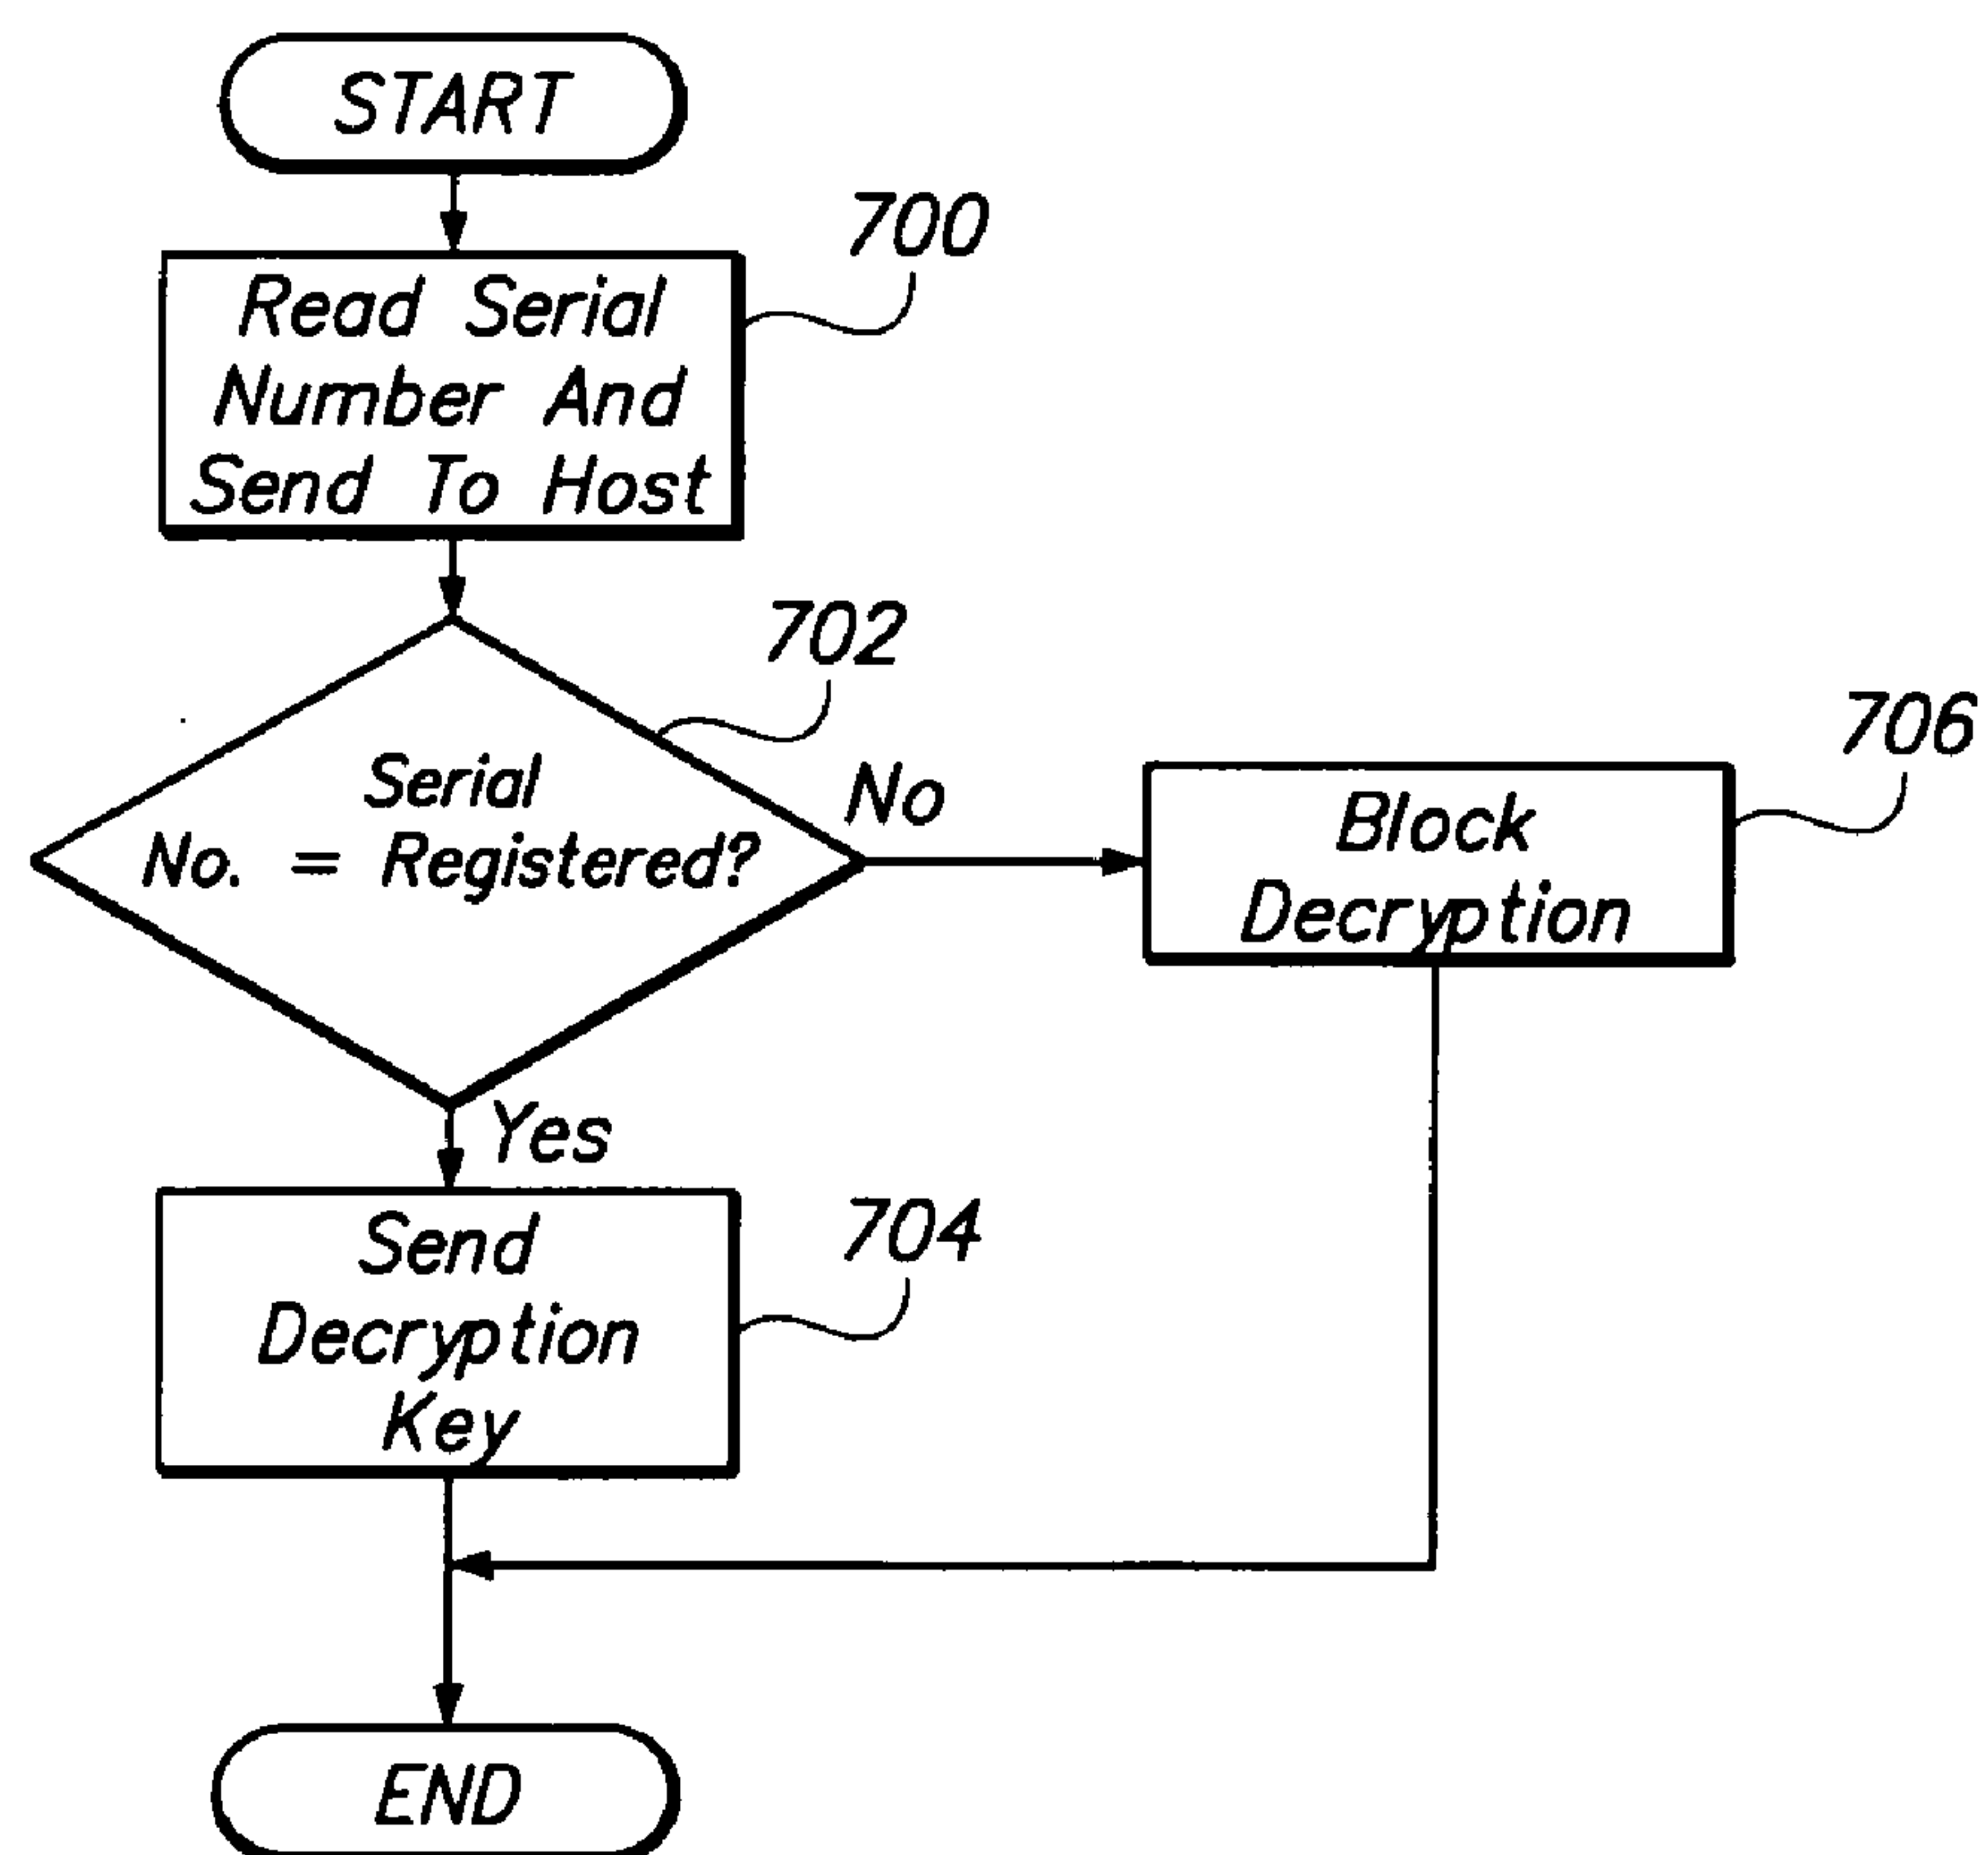 START
700
Read Serial
Number And
Send To Host
702
Serial
No. = Registered?
No
706
Block
Decryption
Yes
Send
Decryption
Key
704
END